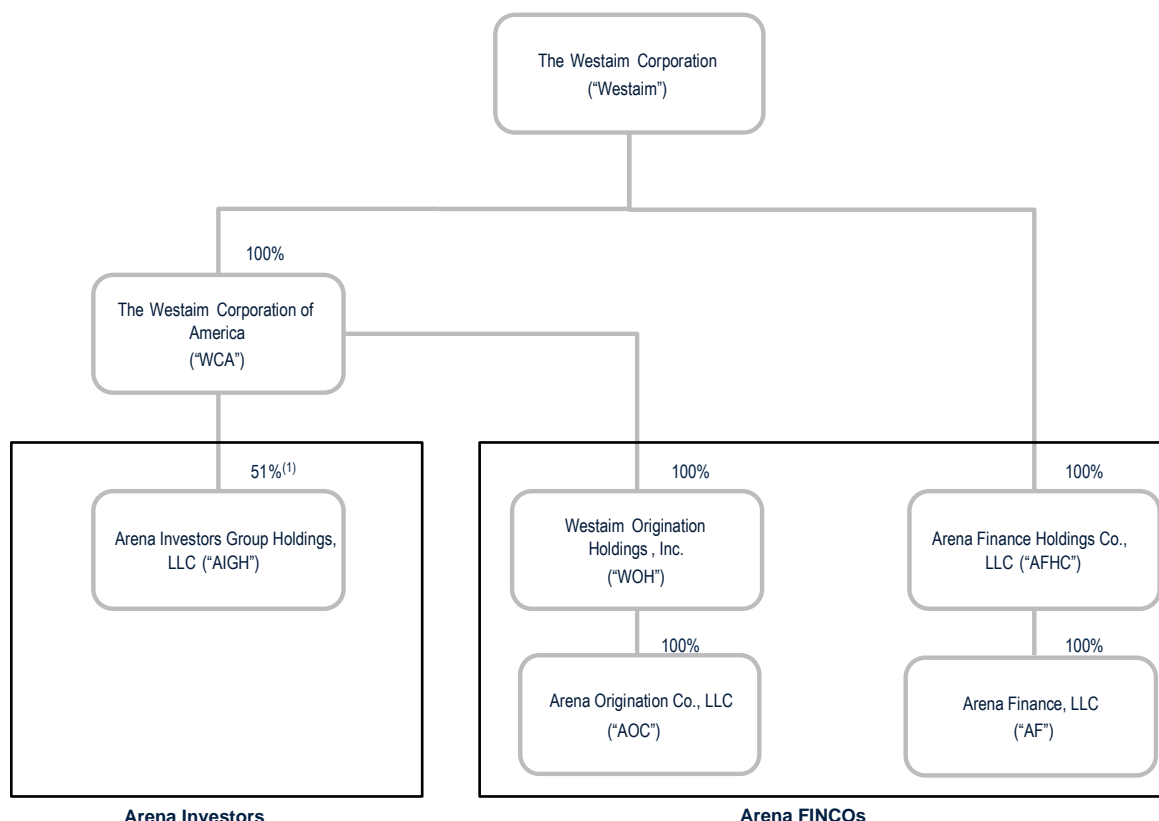 The Westaim Corporation
(“Westaim”)
100%
The Westaim Corporation of
America
(“WCA”)
51%(1)
100%
100%
Arena Investors Group Holdings,
LLC (“AIGH”)
Westaim Origination
Holdings , Inc.
(“WOH”)
Arena Finance Holdings Co.,
LLC (“AFHC”)
100%
100%
Arena Origination Co., LLC
(“AOC”)
Arena Finance, LLC
(“AF”)
Arena Investors
Arena FINCOs